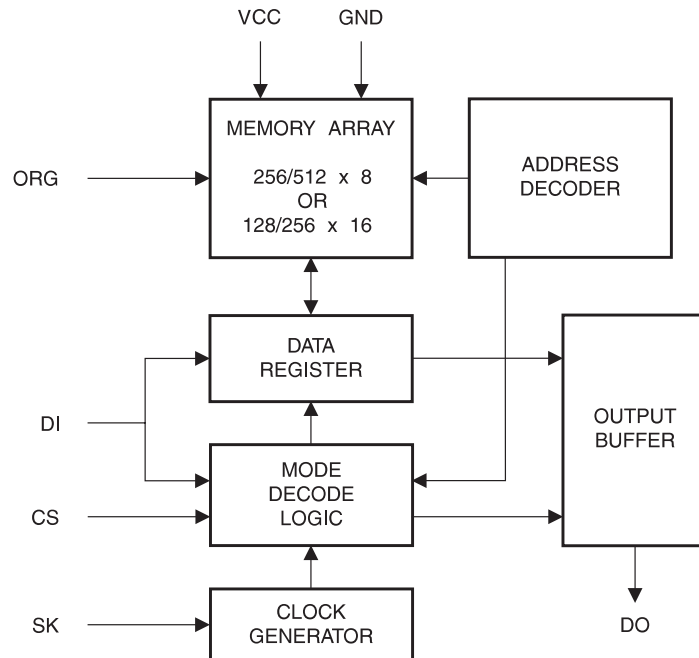 VCC GND
MEMORY ARRAY
256/512 x 8
OR
128/256 x 16
ADDRESS
DECODER
ORG
DATA
REGISTER
DI
OUTPUT
BUFFER
MODE
DECODE
LOGIC
CS
CLOCK
GENERATOR
SK
DO